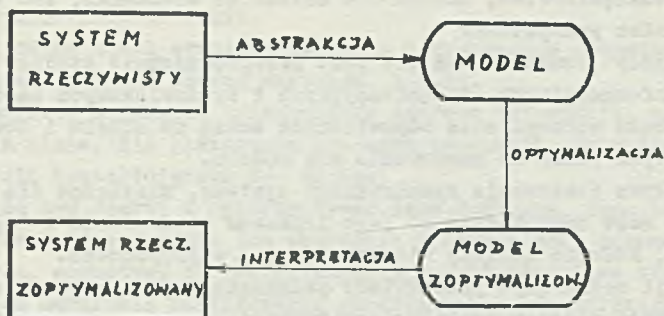 SYSTEM
RZECZYWISTY
ABSTRAKCJA
MODEL
OPTYMALIZACJA
MODEL
ZOPTYMALIZOW.
INTERPRETACJA
SYSTEM RZECZ.
ZOPTYMALIZOWANY